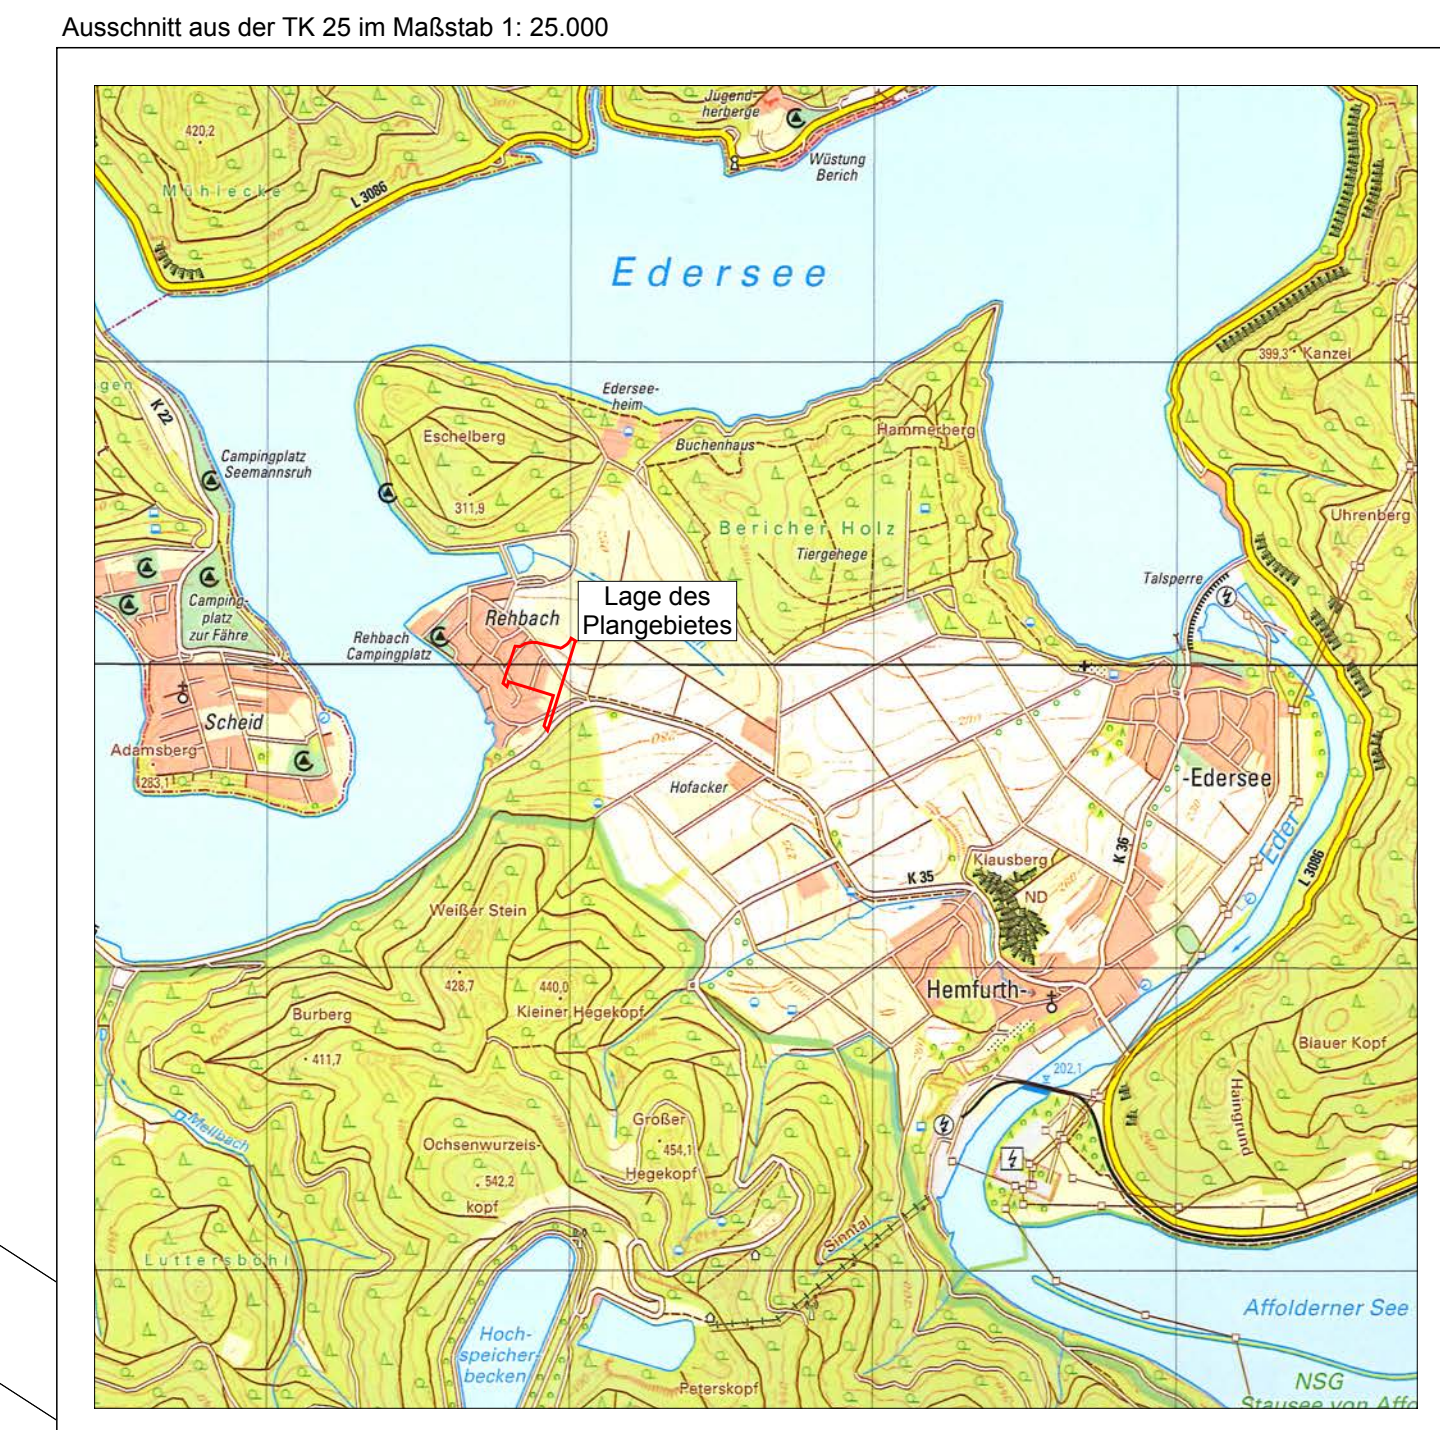 Ausschnitt aus der TK 25 im Maßstab 1: 25.000
Jugend-
herberge
420,2
Mühlecke
L 3086
Wüstung
Berich
Edersee
399,3 Kanzel
gen
K 22
Edersee-
heim
Eschelberg
Buchenhaus
Hammerberg
Campingplatz
Seemannsruh
311,9
Bericher Holz
Tiergehege
Uhrenberg
Talsperre
Lage des
Plangebietes
Camping-
platz
zur Fähre
Rehbach
Rehbach
Campingplatz
Scheid
Adamsberg
283,1
Hofacker
-Edersee
Eder
K 36
L 3086
Klausberg
K 35
ND
Weißer Stein
428,7
440,0
Kleiner Hegekopf
Hemfurth-
Burberg
411,7
202,1
Blauer Kopf
Haingrund
Mellbach
Großer
454,1
Hegekopf
Ochsenwurzels-
542,2
kopf
Sinntal
Luttersböhl
Affolderner See
Hoch-
speicher-
becken
Peterskopf
NSG
Stausee von Affo